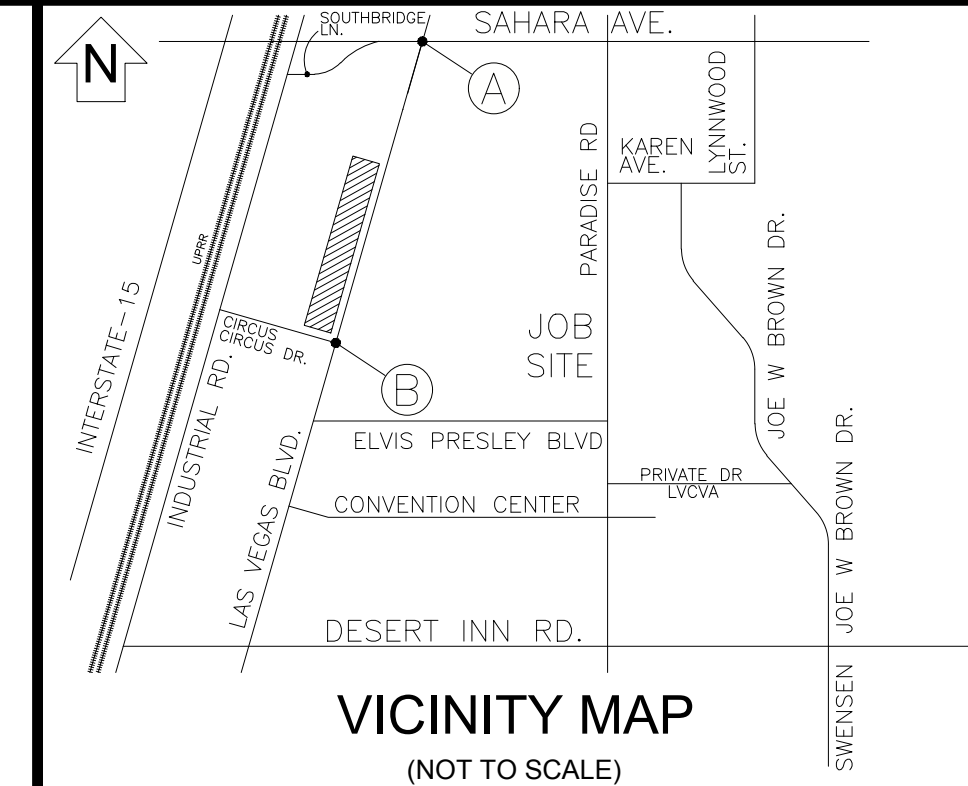 N
SOUTHBRIDGE
LN.
SAHARA AVE.
A
PARADISE RD
KAREN
AVE.
LYNNWOOD
ST.
UPRR
INTERSTATE-15
CIRCUS
CIRCUS DR.
JOB
SITE
JOE W BROWN DR.
B
INDUSTRIAL RD.
LAS VEGAS BLVD.
ELVIS PRESLEY BLVD
PRIVATE DR
LVCVA
CONVENTION CENTER
JOE W BROWN DR.
DESERT INN RD.
SWENSEN
VICINITY MAP
(NOT TO SCALE)